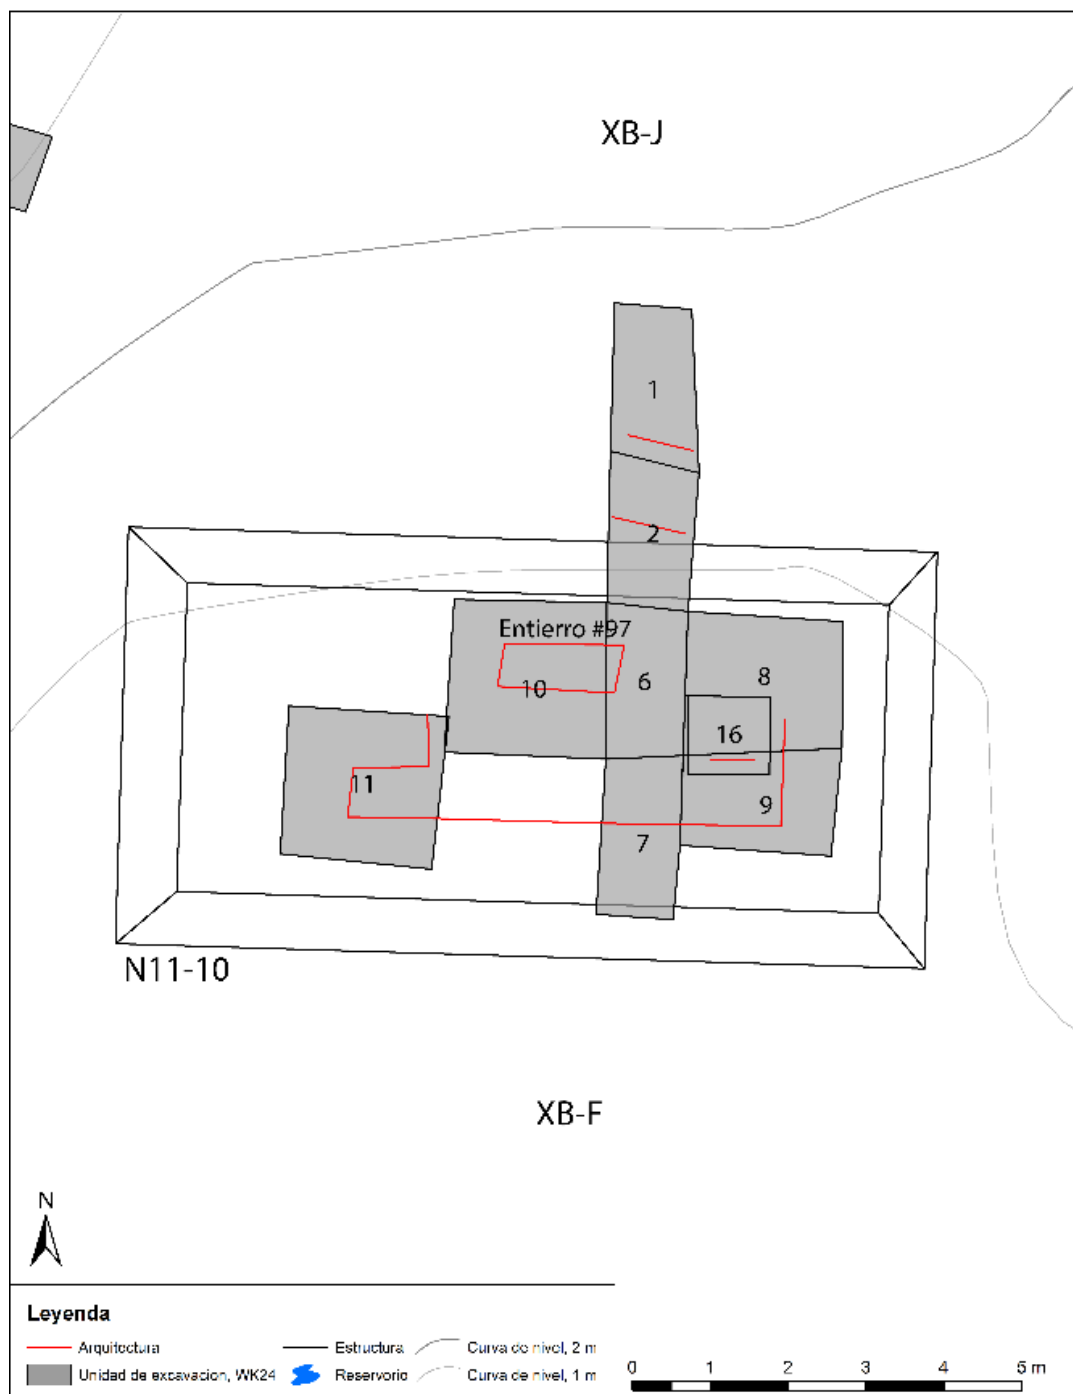 XB-J
1
2
Entierro #97
10
6
8
16
11
9
7
N11-10
XB-F
N
Leyenda
Arquitectura
Estructura
Curva de nivel, 2 m
Unidad de excavacion, WK24
Reservorio
Curva de nivel, 1 m
0 1 2 3 4 5 m